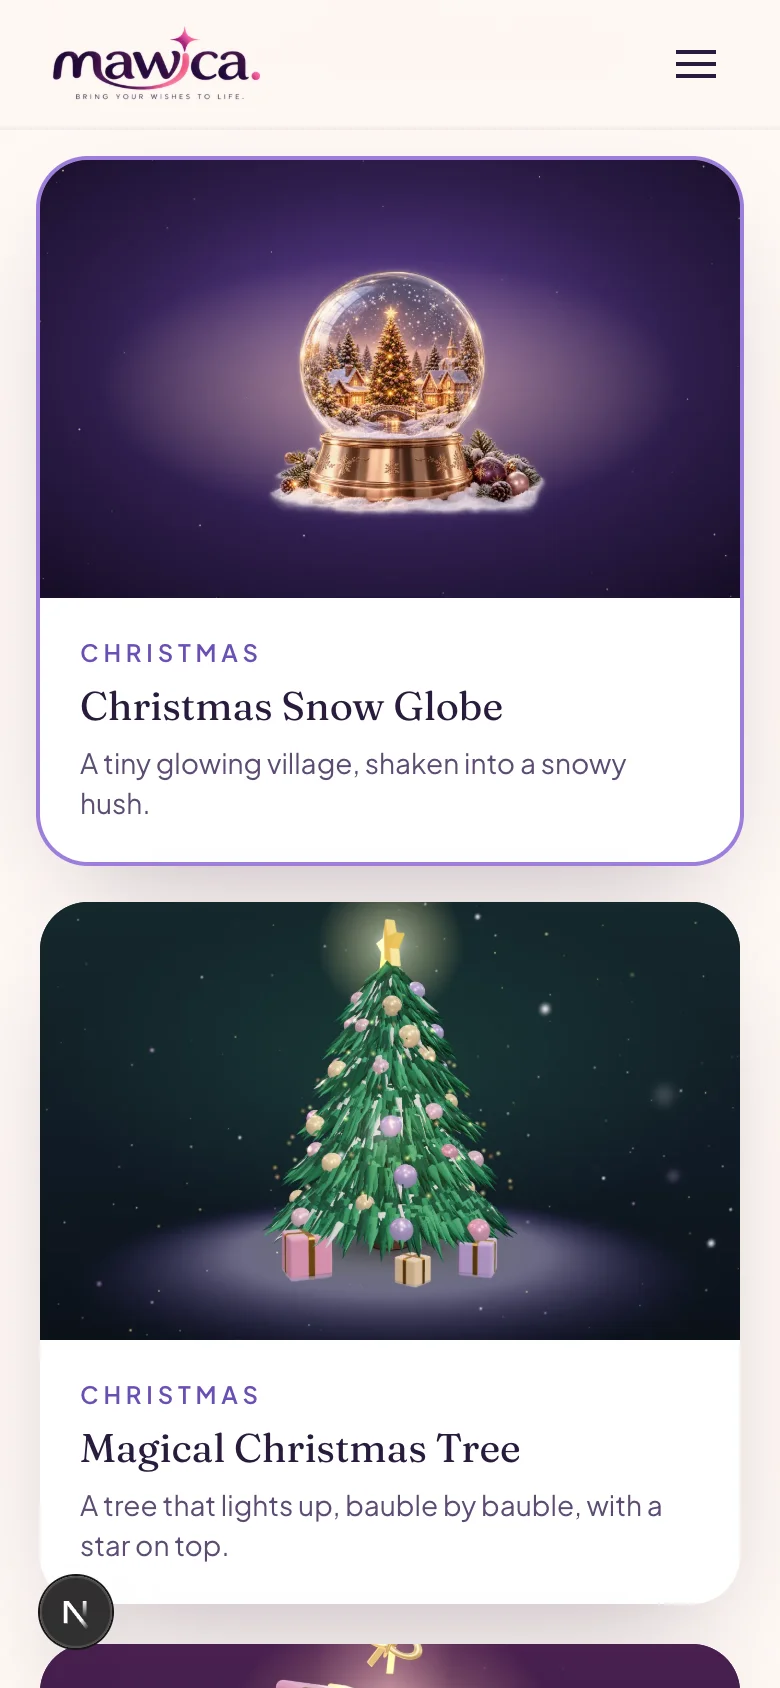 mawica.
BRING YOUR WISHES TO LIFE.
CHRISTMAS
Christmas Snow Globe
A tiny glowing village, shaken into a snowy
hush.
CHRISTMAS
Magical Christmas Tree
A tree that lights up, bauble by bauble, with a
star on top.
N